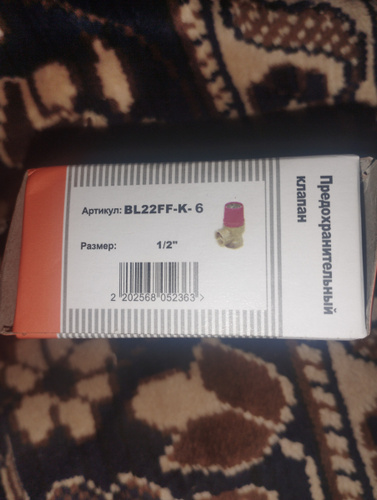 Артикул: BL22FF-K- 6
Размер: 1/2"
2 202568 052363 >
Предохранительный
клапан